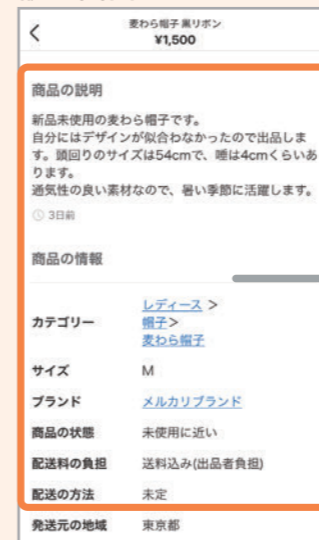 麦わら帽子 黒リボン
¥1,500
商品の説明
新品未使用の麦わら帽子です。
自分にはデザインが似合わなかったので出品しま
す。頭回りのサイズは54cmで、唾は4cmくらいあ
ります。
通気性の良い素材なので、暑い季節に活躍します。
3日前
商品の情報
カテゴリー レディース >
帽子>
麦わら帽子
サイズ M
ブランド メルカリブランド
商品の状態 未使用に近い
配送料の負担 送料込み(出品者負担)
配送の方法 未定
発送元の地域 東京都